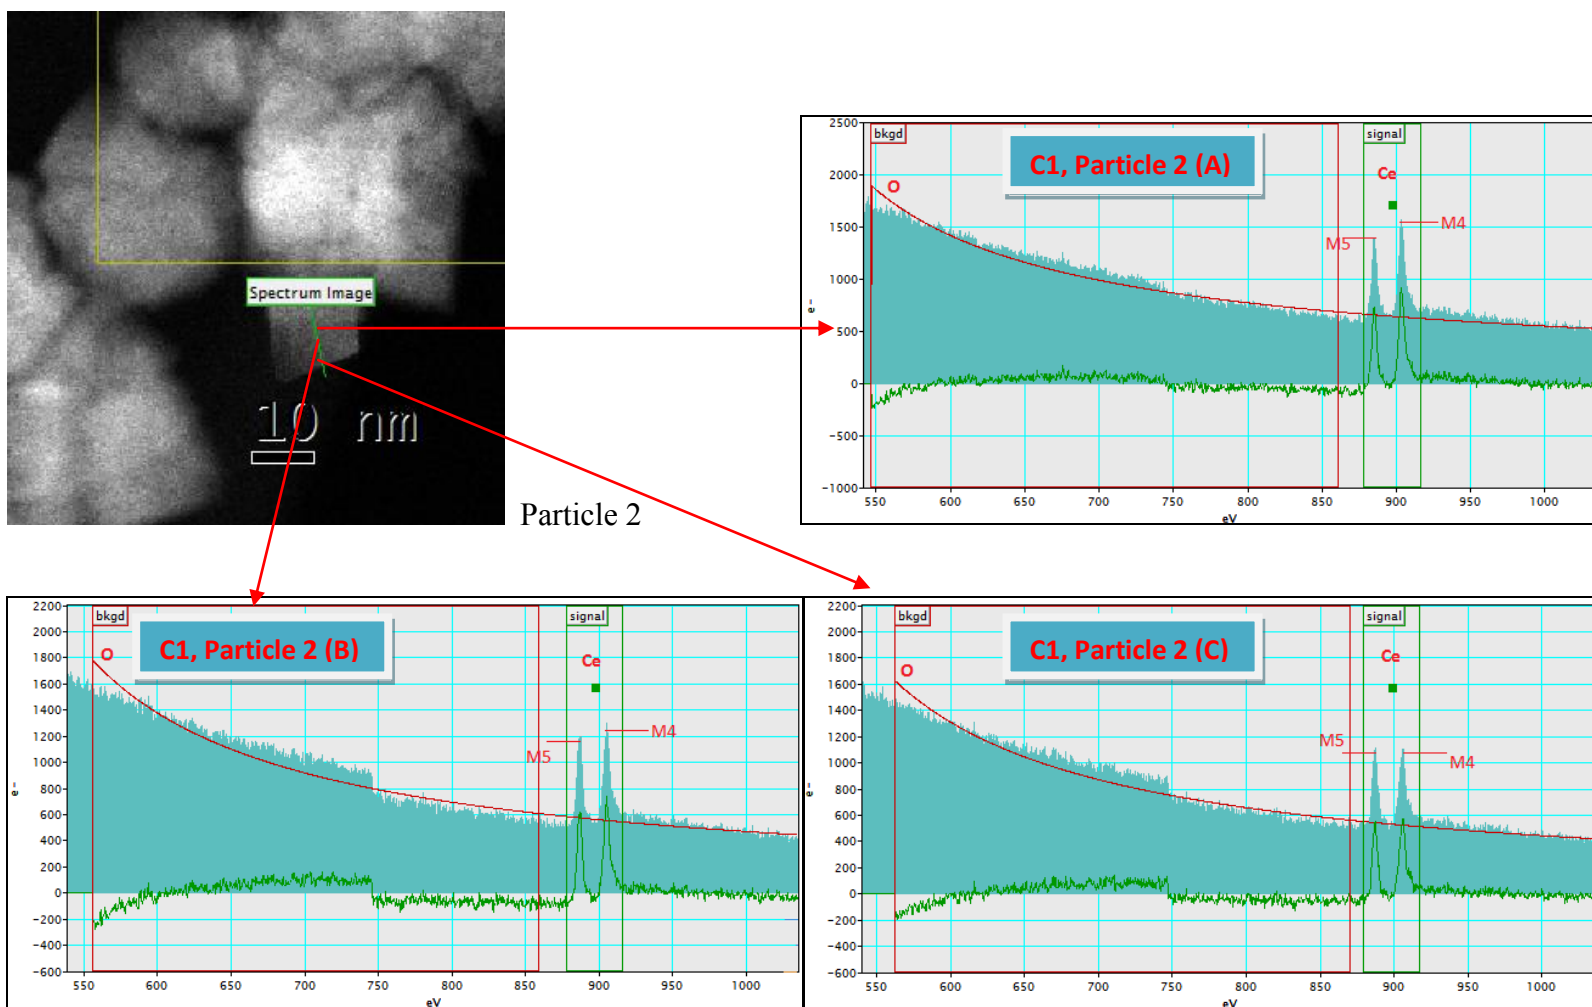 Spectrum Image
10 nm
Particle 2
2500
2000
1500
1000
500
0
-500
-1000
e-
bkgd
signal
C1, Particle 2 (A)
O
Ce
M5
M4
550 600 650 700 750 800 850 900 950 1000
eV
2200
2000
1800
1600
1400
1200
1000
800
600
400
200
0
-200
-400
-600
e-
bkgd
signal
C1, Particle 2 (B)
O
Ce
M5
M4
550 600 650 700 750 800 850 900 950 1000
eV
2200
2000
1800
1600
1400
1200
1000
800
600
400
200
0
-200
-400
-600
e-
bkgd
signal
C1, Particle 2 (C)
O
Ce
M5
M4
550 600 650 700 750 800 850 900 950 1000
eV